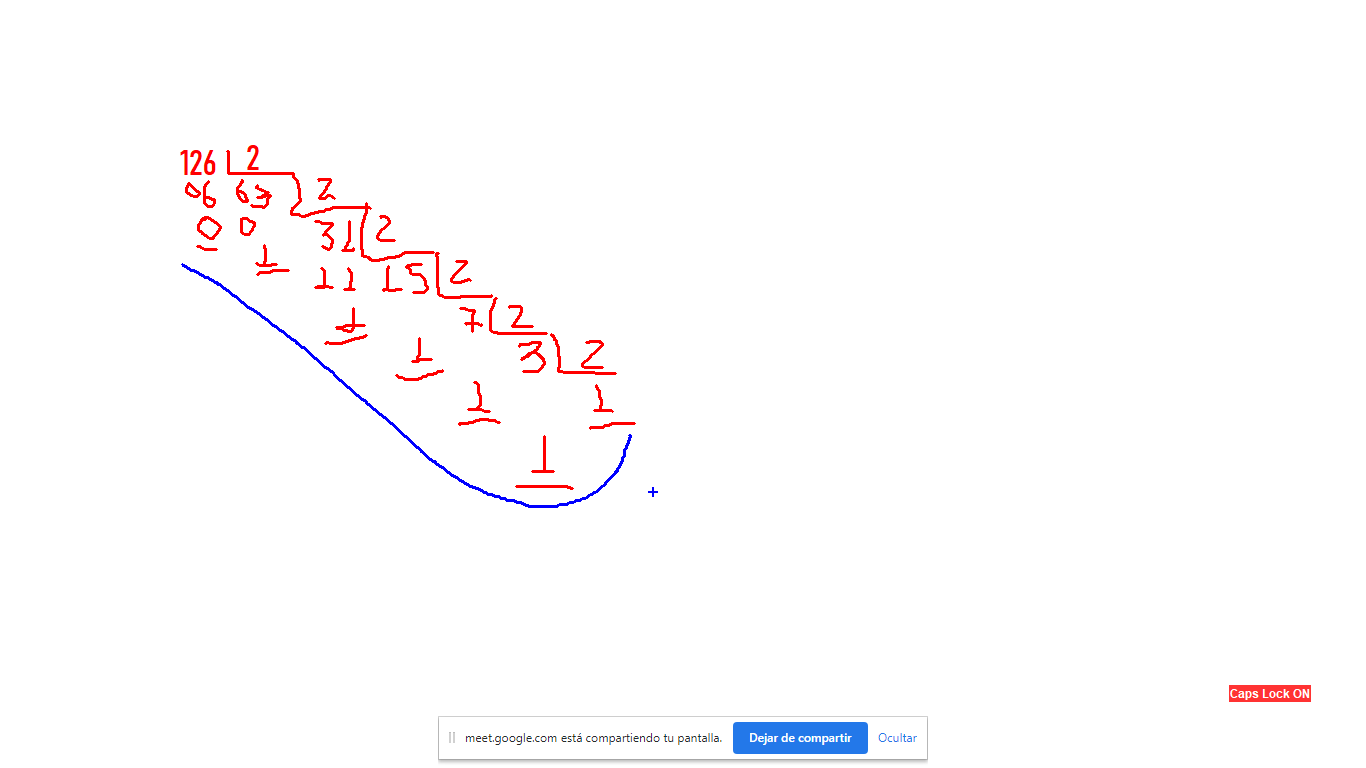 126 2
06 63 2
0 0 31 2
1 11 15 2
1 7 2
1 3 2
1 1
1
Caps Lock ON
meet.google.com está compartiendo tu pantalla. Dejar de compartir Ocultar